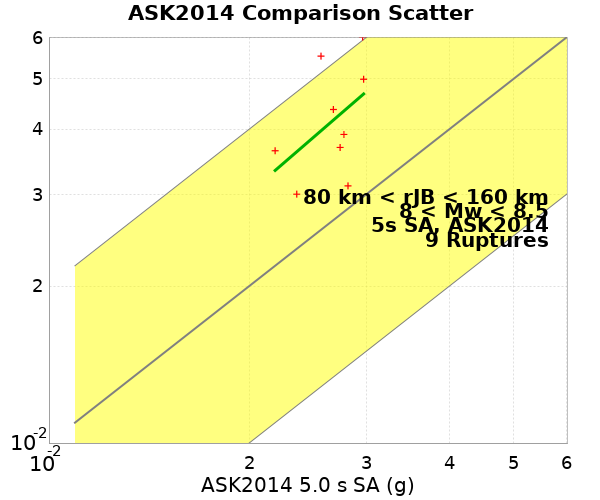 ASK2014 Comparison Scatter
6
5
4
3
80 km < rJB < 160 km
8 < Mw < 8.5
5s SA, ASK2014
9 Ruptures
2
10-2
10-2 2 3 4 5 6
ASK2014 5.0 s SA (g)